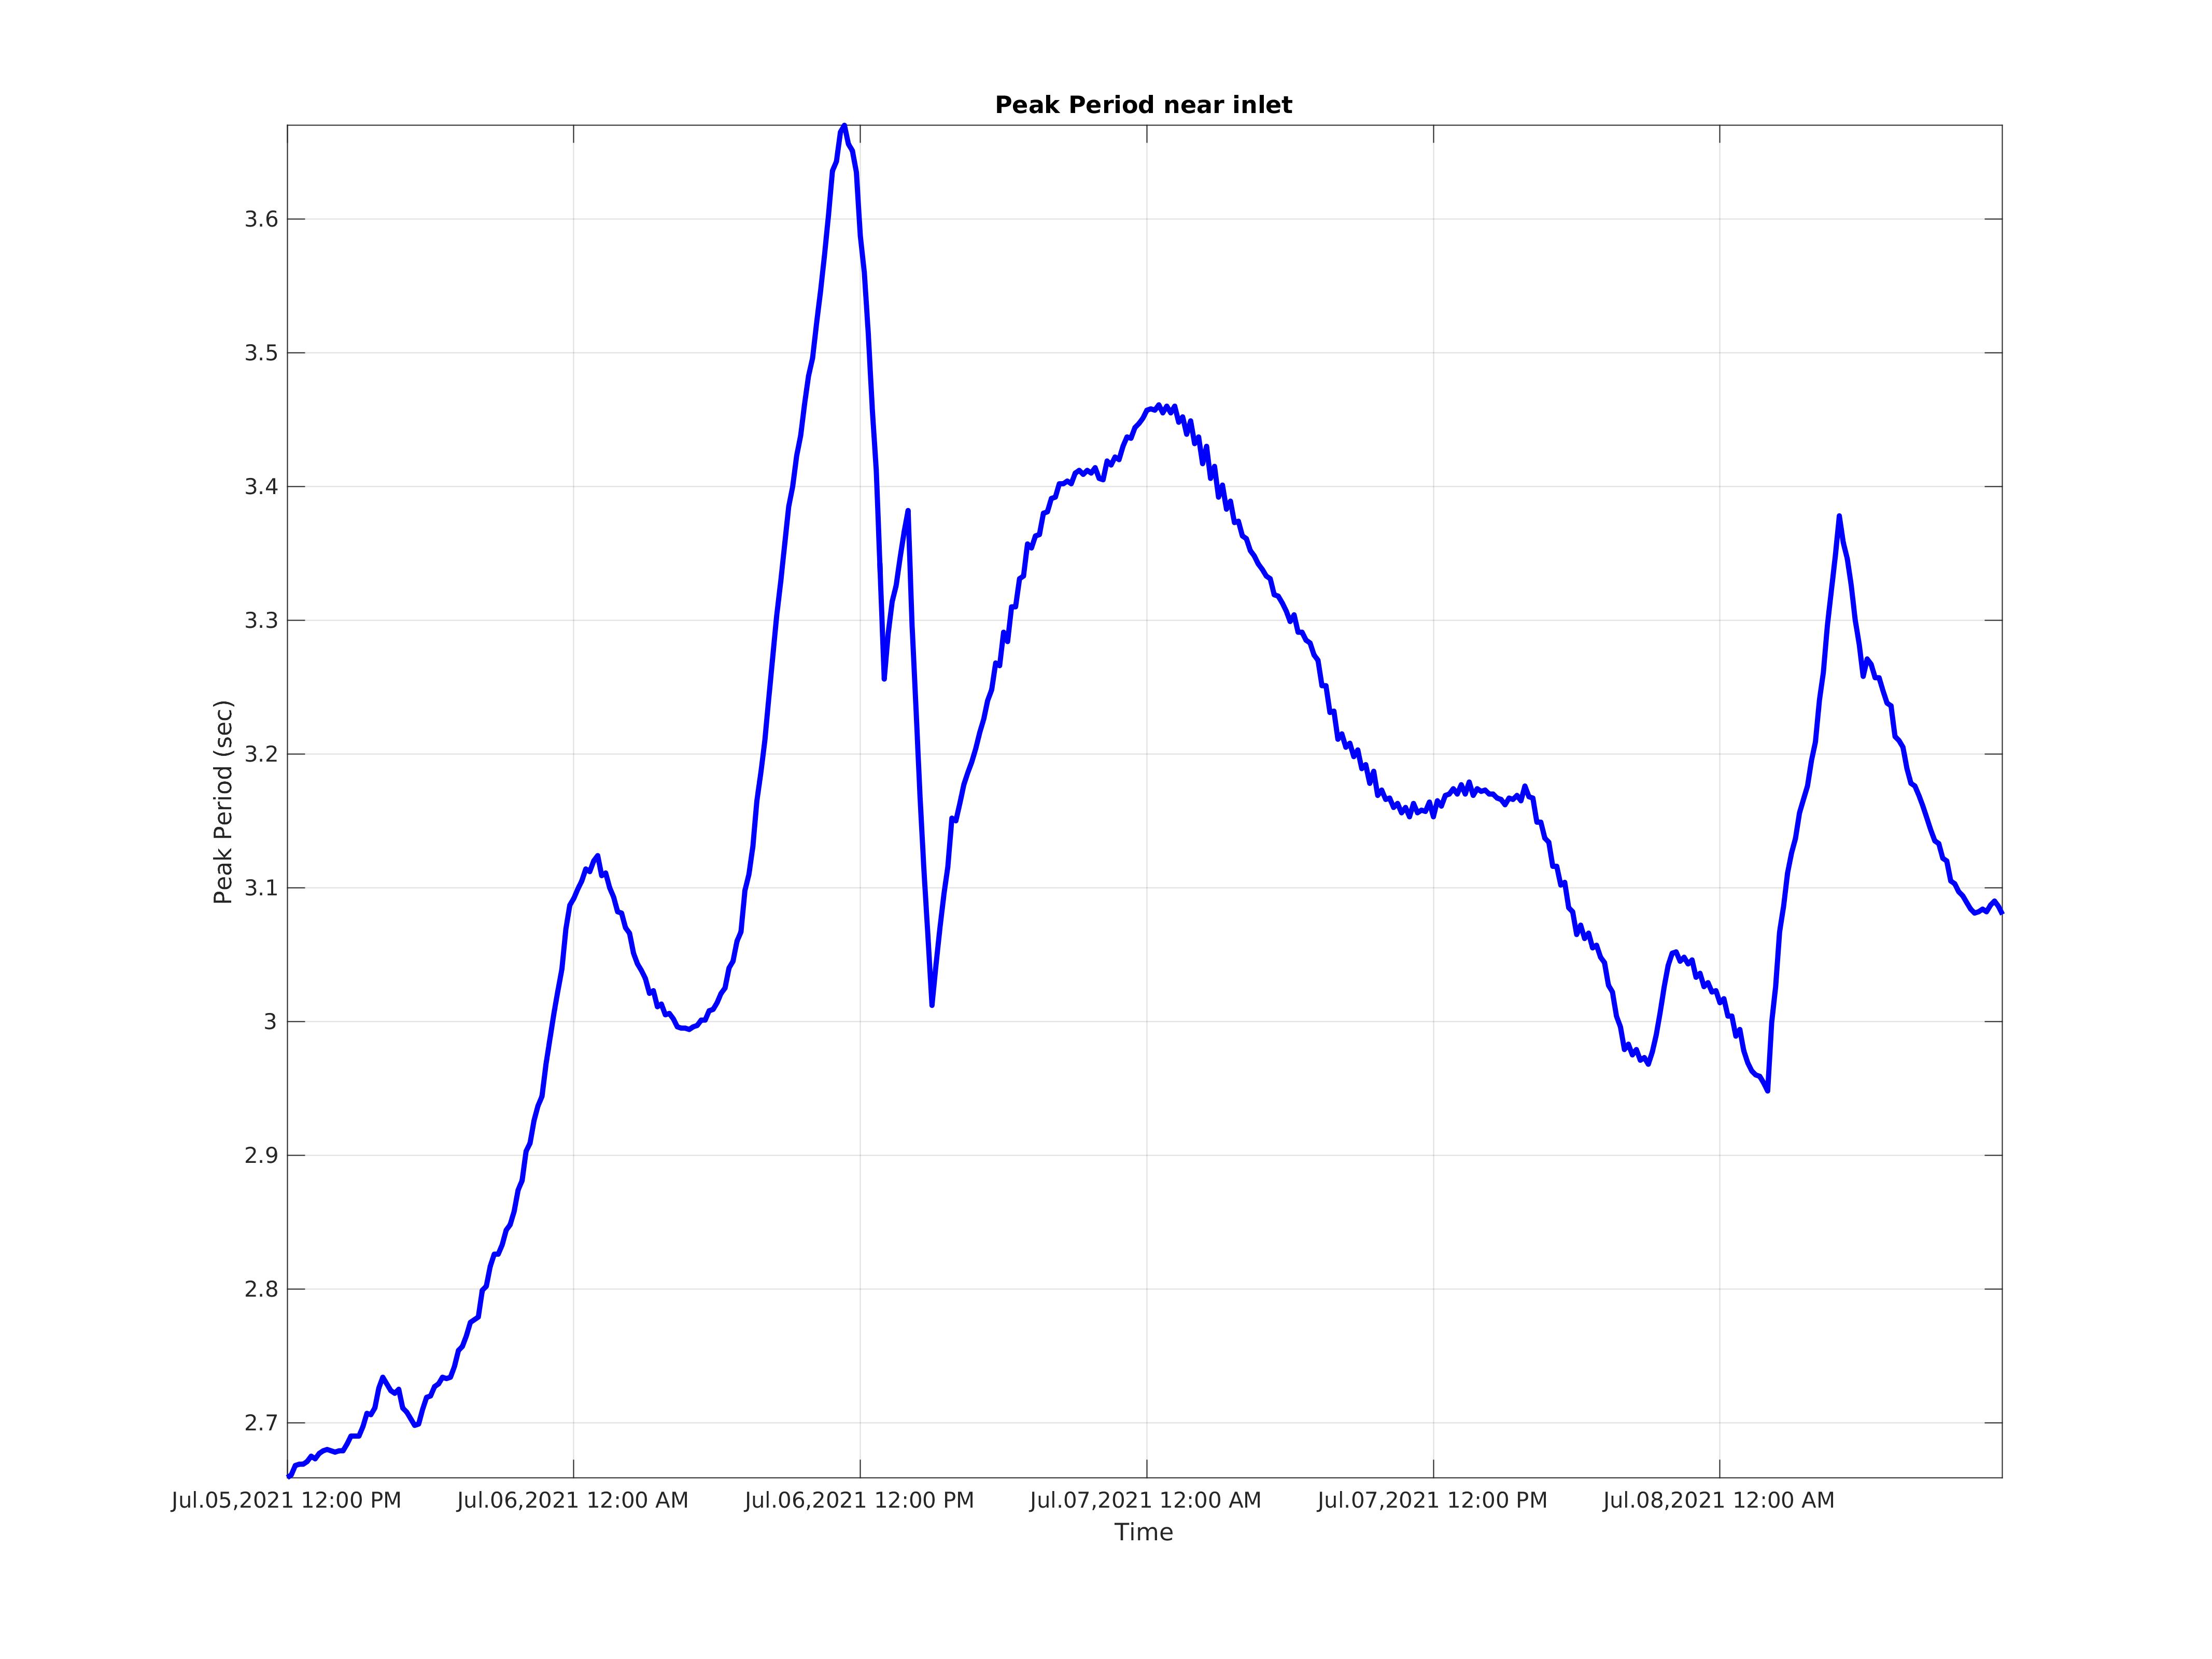 Peak Period near inlet
3.6
3.5
3.4
3.3
3.2
3.1
3
2.9
2.8
2.7
Peak Period (sec)
Jul.05,2021 12:00 PM Jul.06,2021 12:00 AM Jul.06,2021 12:00 PM Jul.07,2021 12:00 AM Jul.07,2021 12:00 PM Jul.08,2021 12:00 AM
Time